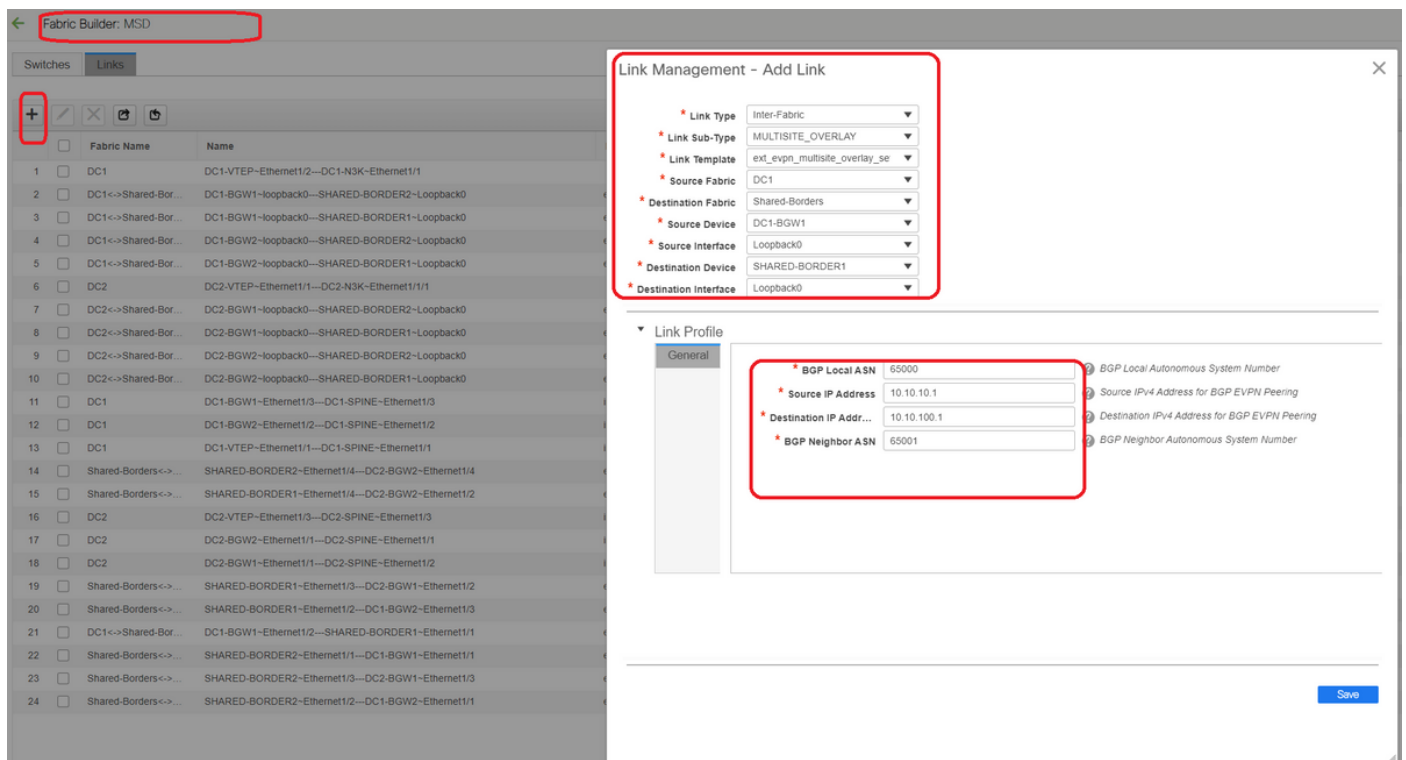 Fabric Builder: MSD
Switches Links
Fabric Name Name
1 DC1 DC1-VTEP~Ethernet1/2---DC1-N3K~Ethernet1/1
2 DC1<->Shared-Bor... DC1-BGW1~loopback0---SHARED-BORDER2~Loopback0
3 DC1<->Shared-Bor... DC1-BGW1~loopback0---SHARED-BORDER1~Loopback0
4 DC1<->Shared-Bor... DC1-BGW2~loopback0---SHARED-BORDER2~Loopback0
5 DC1<->Shared-Bor... DC1-BGW2~loopback0---SHARED-BORDER1~Loopback0
6 DC2 DC2-VTEP~Ethernet1/1---DC2-N3K~Ethernet1/1/1
7 DC2<->Shared-Bor... DC2-BGW1~loopback0---SHARED-BORDER2~Loopback0
8 DC2<->Shared-Bor... DC2-BGW1~loopback0---SHARED-BORDER1~Loopback0
9 DC2<->Shared-Bor... DC2-BGW2~loopback0---SHARED-BORDER2~Loopback0
10 DC2<->Shared-Bor... DC2-BGW2~loopback0---SHARED-BORDER1~Loopback0
11 DC1 DC1-BGW1~Ethernet1/3---DC1-SPINE~Ethernet1/3
12 DC1 DC1-BGW2~Ethernet1/2---DC1-SPINE~Ethernet1/2
13 DC1 DC1-VTEP~Ethernet1/1---DC1-SPINE~Ethernet1/1
14 Shared-Borders<->... SHARED-BORDER2~Ethernet1/4---DC2-BGW2~Ethernet1/4
15 Shared-Borders<->... SHARED-BORDER1~Ethernet1/4---DC2-BGW2~Ethernet1/2
16 DC2 DC2-VTEP~Ethernet1/3---DC2-SPINE~Ethernet1/3
17 DC2 DC2-BGW2~Ethernet1/1---DC2-SPINE~Ethernet1/1
18 DC2 DC2-BGW1~Ethernet1/1---DC2-SPINE~Ethernet1/2
19 Shared-Borders<->... SHARED-BORDER1~Ethernet1/3---DC2-BGW1~Ethernet1/2
20 Shared-Borders<->... SHARED-BORDER1~Ethernet1/2---DC1-BGW2~Ethernet1/3
21 DC1<->Shared-Bor... DC1-BGW1~Ethernet1/2---SHARED-BORDER1~Ethernet1/1
22 Shared-Borders<->... SHARED-BORDER2~Ethernet1/1---DC1-BGW1~Ethernet1/1
23 Shared-Borders<->... SHARED-BORDER2~Ethernet1/3---DC2-BGW1~Ethernet1/3
24 Shared-Borders<->... SHARED-BORDER2~Ethernet1/2---DC1-BGW2~Ethernet1/1
Link Management - Add Link
* Link Type Inter-Fabric
* Link Sub-Type MULTISITE_OVERLAY
* Link Template ext_evpn_multisite_overlay_se
* Source Fabric DC1
* Destination Fabric Shared-Borders
* Source Device DC1-BGW1
* Source Interface Loopback0
* Destination Device SHARED-BORDER1
* Destination Interface Loopback0
Link Profile
General
* BGP Local ASN 65000 BGP Local Autonomous System Number
* Source IP Address 10.10.10.1 Source IPv4 Address for BGP EVPN Peering
* Destination IP Addr... 10.10.100.1 Destination IPv4 Address for BGP EVPN Peering
* BGP Neighbor ASN 65001 BGP Neighbor Autonomous System Number
Save